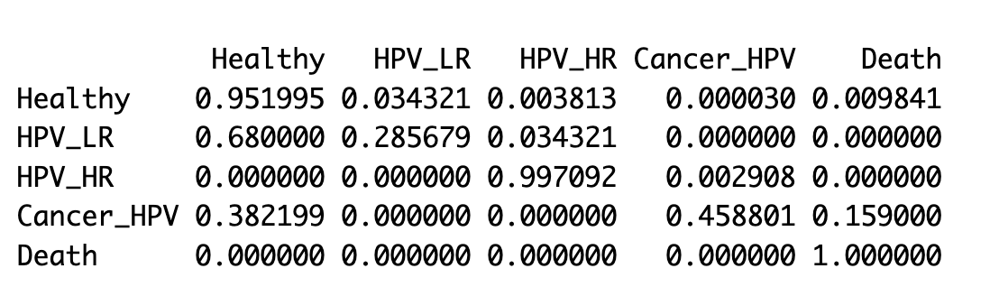 Healthy HPV_LR HPV_HR Cancer_HPV Death
Healthy 0.951995 0.034321 0.003813 0.000030 0.009841
HPV_LR 0.680000 0.285679 0.034321 0.000000 0.000000
HPV_HR 0.000000 0.000000 0.997092 0.002908 0.000000
Cancer_HPV 0.382199 0.000000 0.000000 0.458801 0.159000
Death 0.000000 0.000000 0.000000 0.000000 1.000000